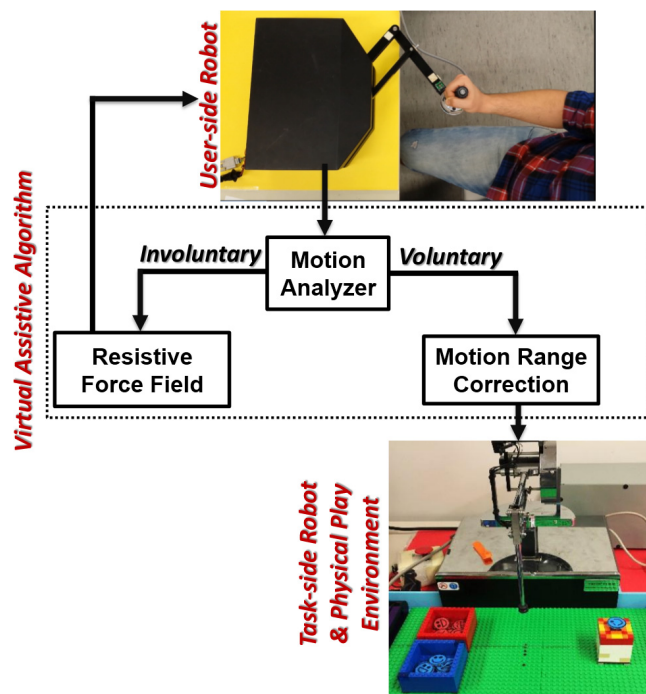 User-side Robot
Virtual Assistive Algorithm
Involuntary
Motion
Analyzer
Voluntary
Resistive
Force Field
Motion Range
Correction
Task-side Robot
& Physical Play
Environment